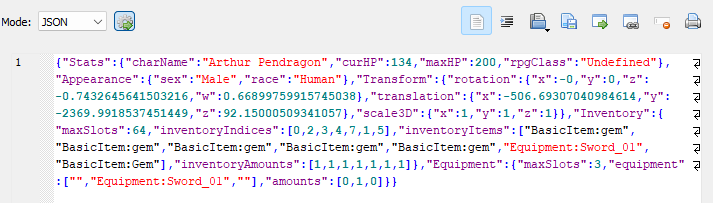 Mode: JSON
1 {"Stats":{"charName":"Arthur Pendragon","curHP":134,"maxHP":200,"rpgClass":"Undefined"},
"Appearance":{"sex":"Male","race":"Human"},"Transform":{"rotation":{"x":-0,"y":0,"z":
-0.7432645641503216,"w":0.66899759915745038},"translation":{"x":-506.69307040984614,"y":
-2369.9918537451449,"z":92.15000509341057},"scale3D":{"x":1,"y":1,"z":1}},"Inventory":{
"maxSlots":64,"inventoryIndices":[0,2,3,4,7,1,5],"inventoryItems":["BasicItem:gem",
"BasicItem:gem","BasicItem:gem","BasicItem:gem","BasicItem:gem","Equipment:Sword_01",
"BasicItem:Gem"],"inventoryAmounts":[1,1,1,1,1,1,1]},"Equipment":{"maxSlots":3,"equipment"
:["","Equipment:Sword_01",""],"amounts":[0,1,0]}}